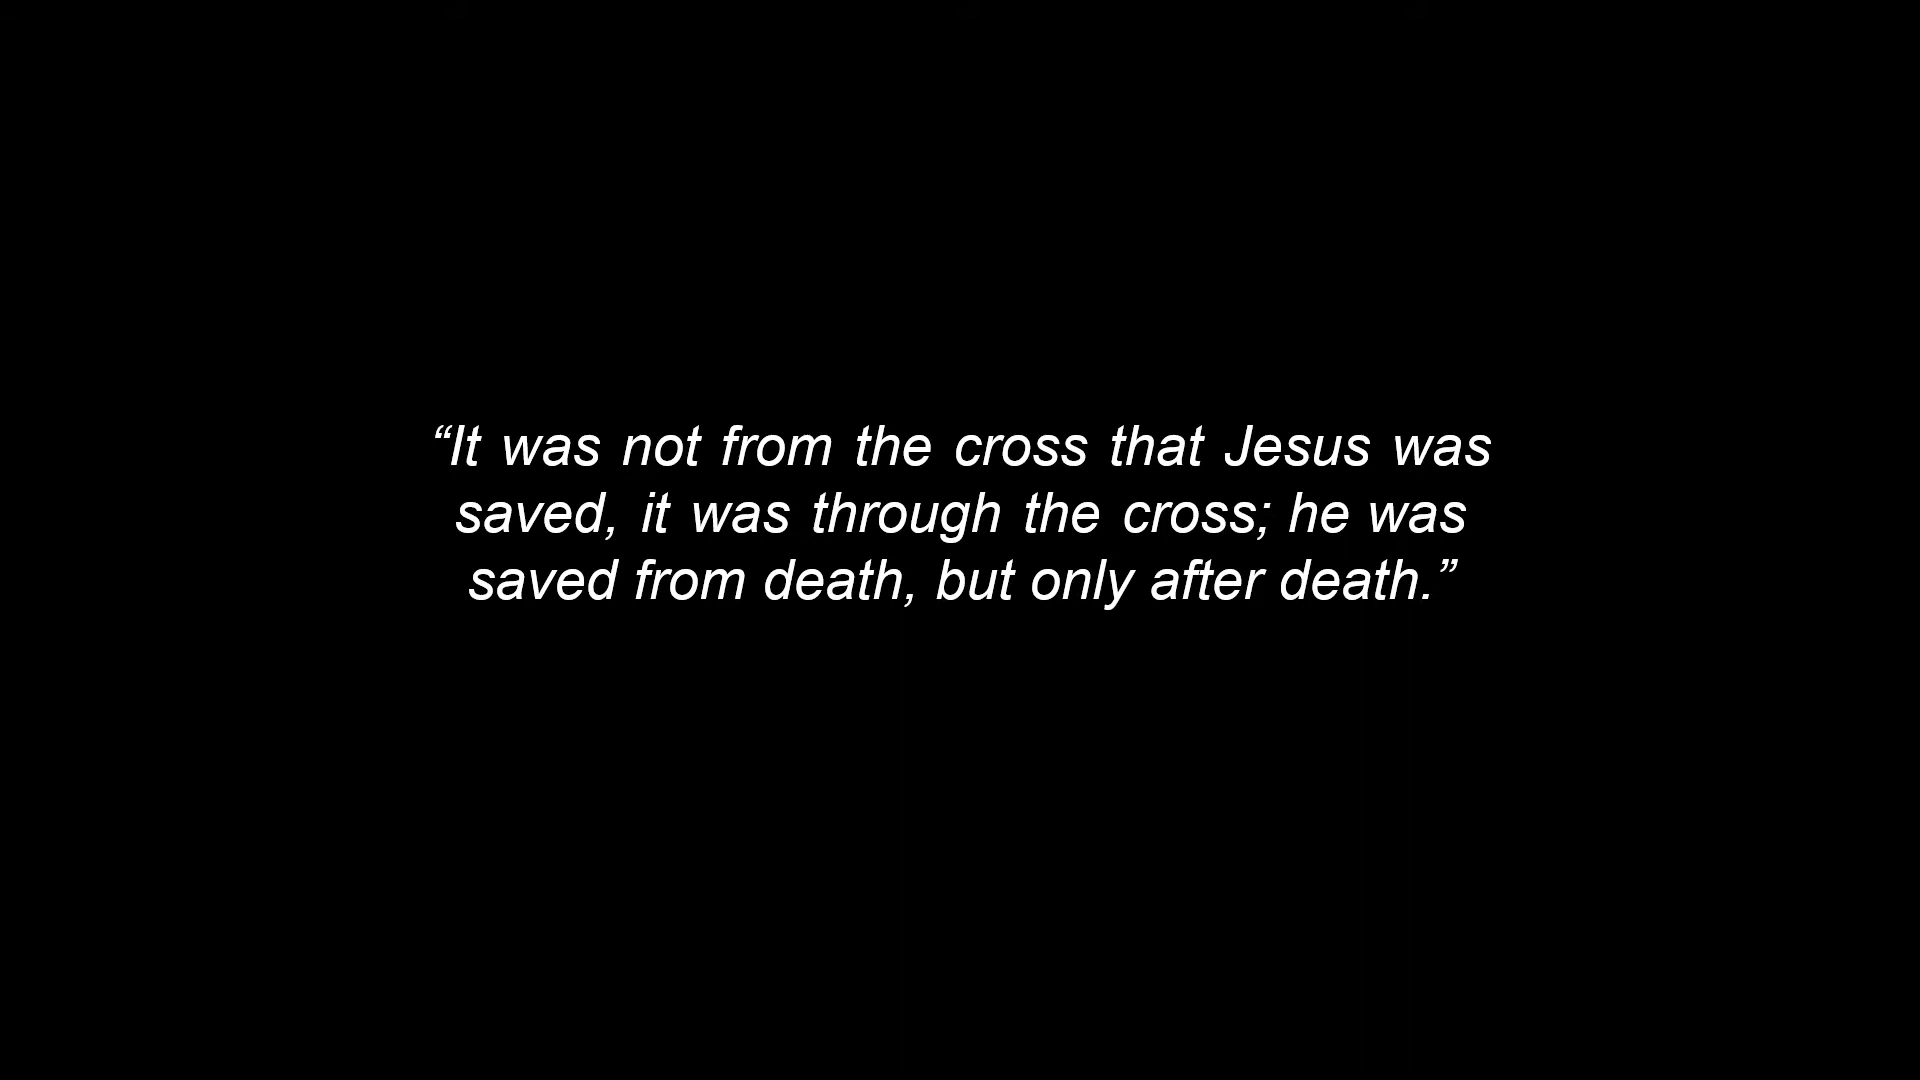 “It was not from the cross that Jesus was
saved, it was through the cross; he was
saved from death, but only after death.”